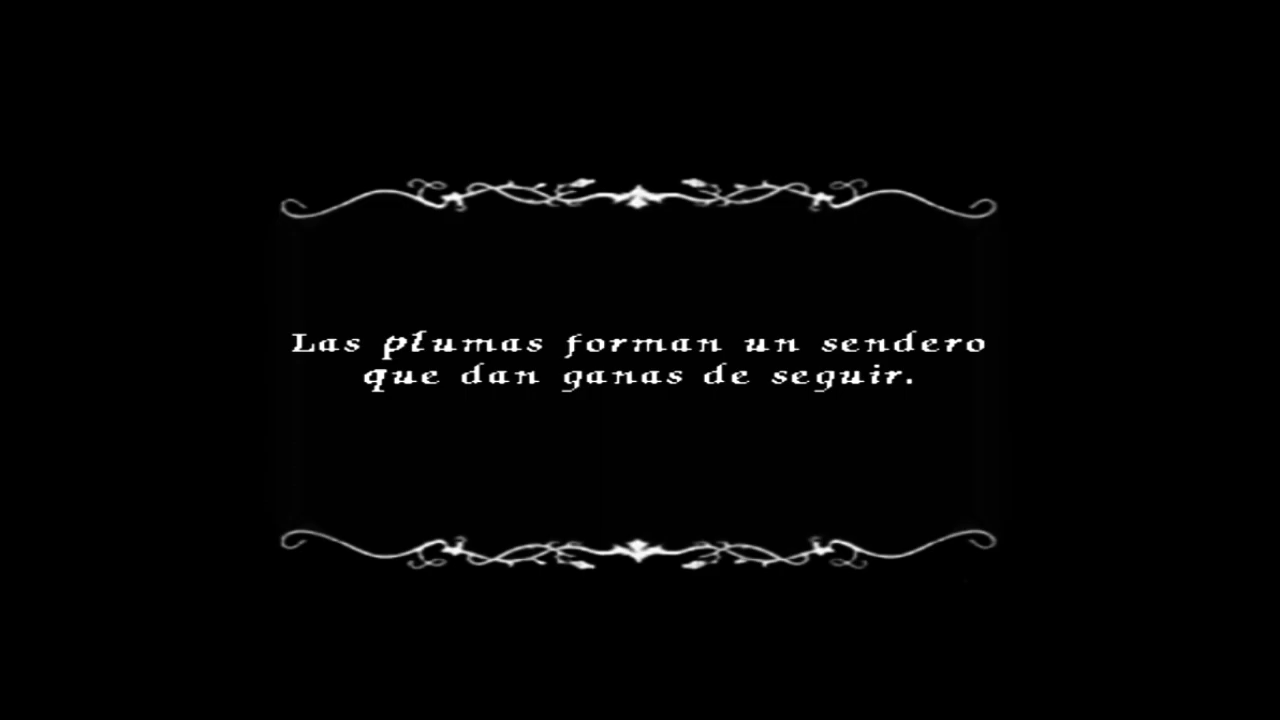 Las plumas forman un sendero
que dan ganas de seguir.